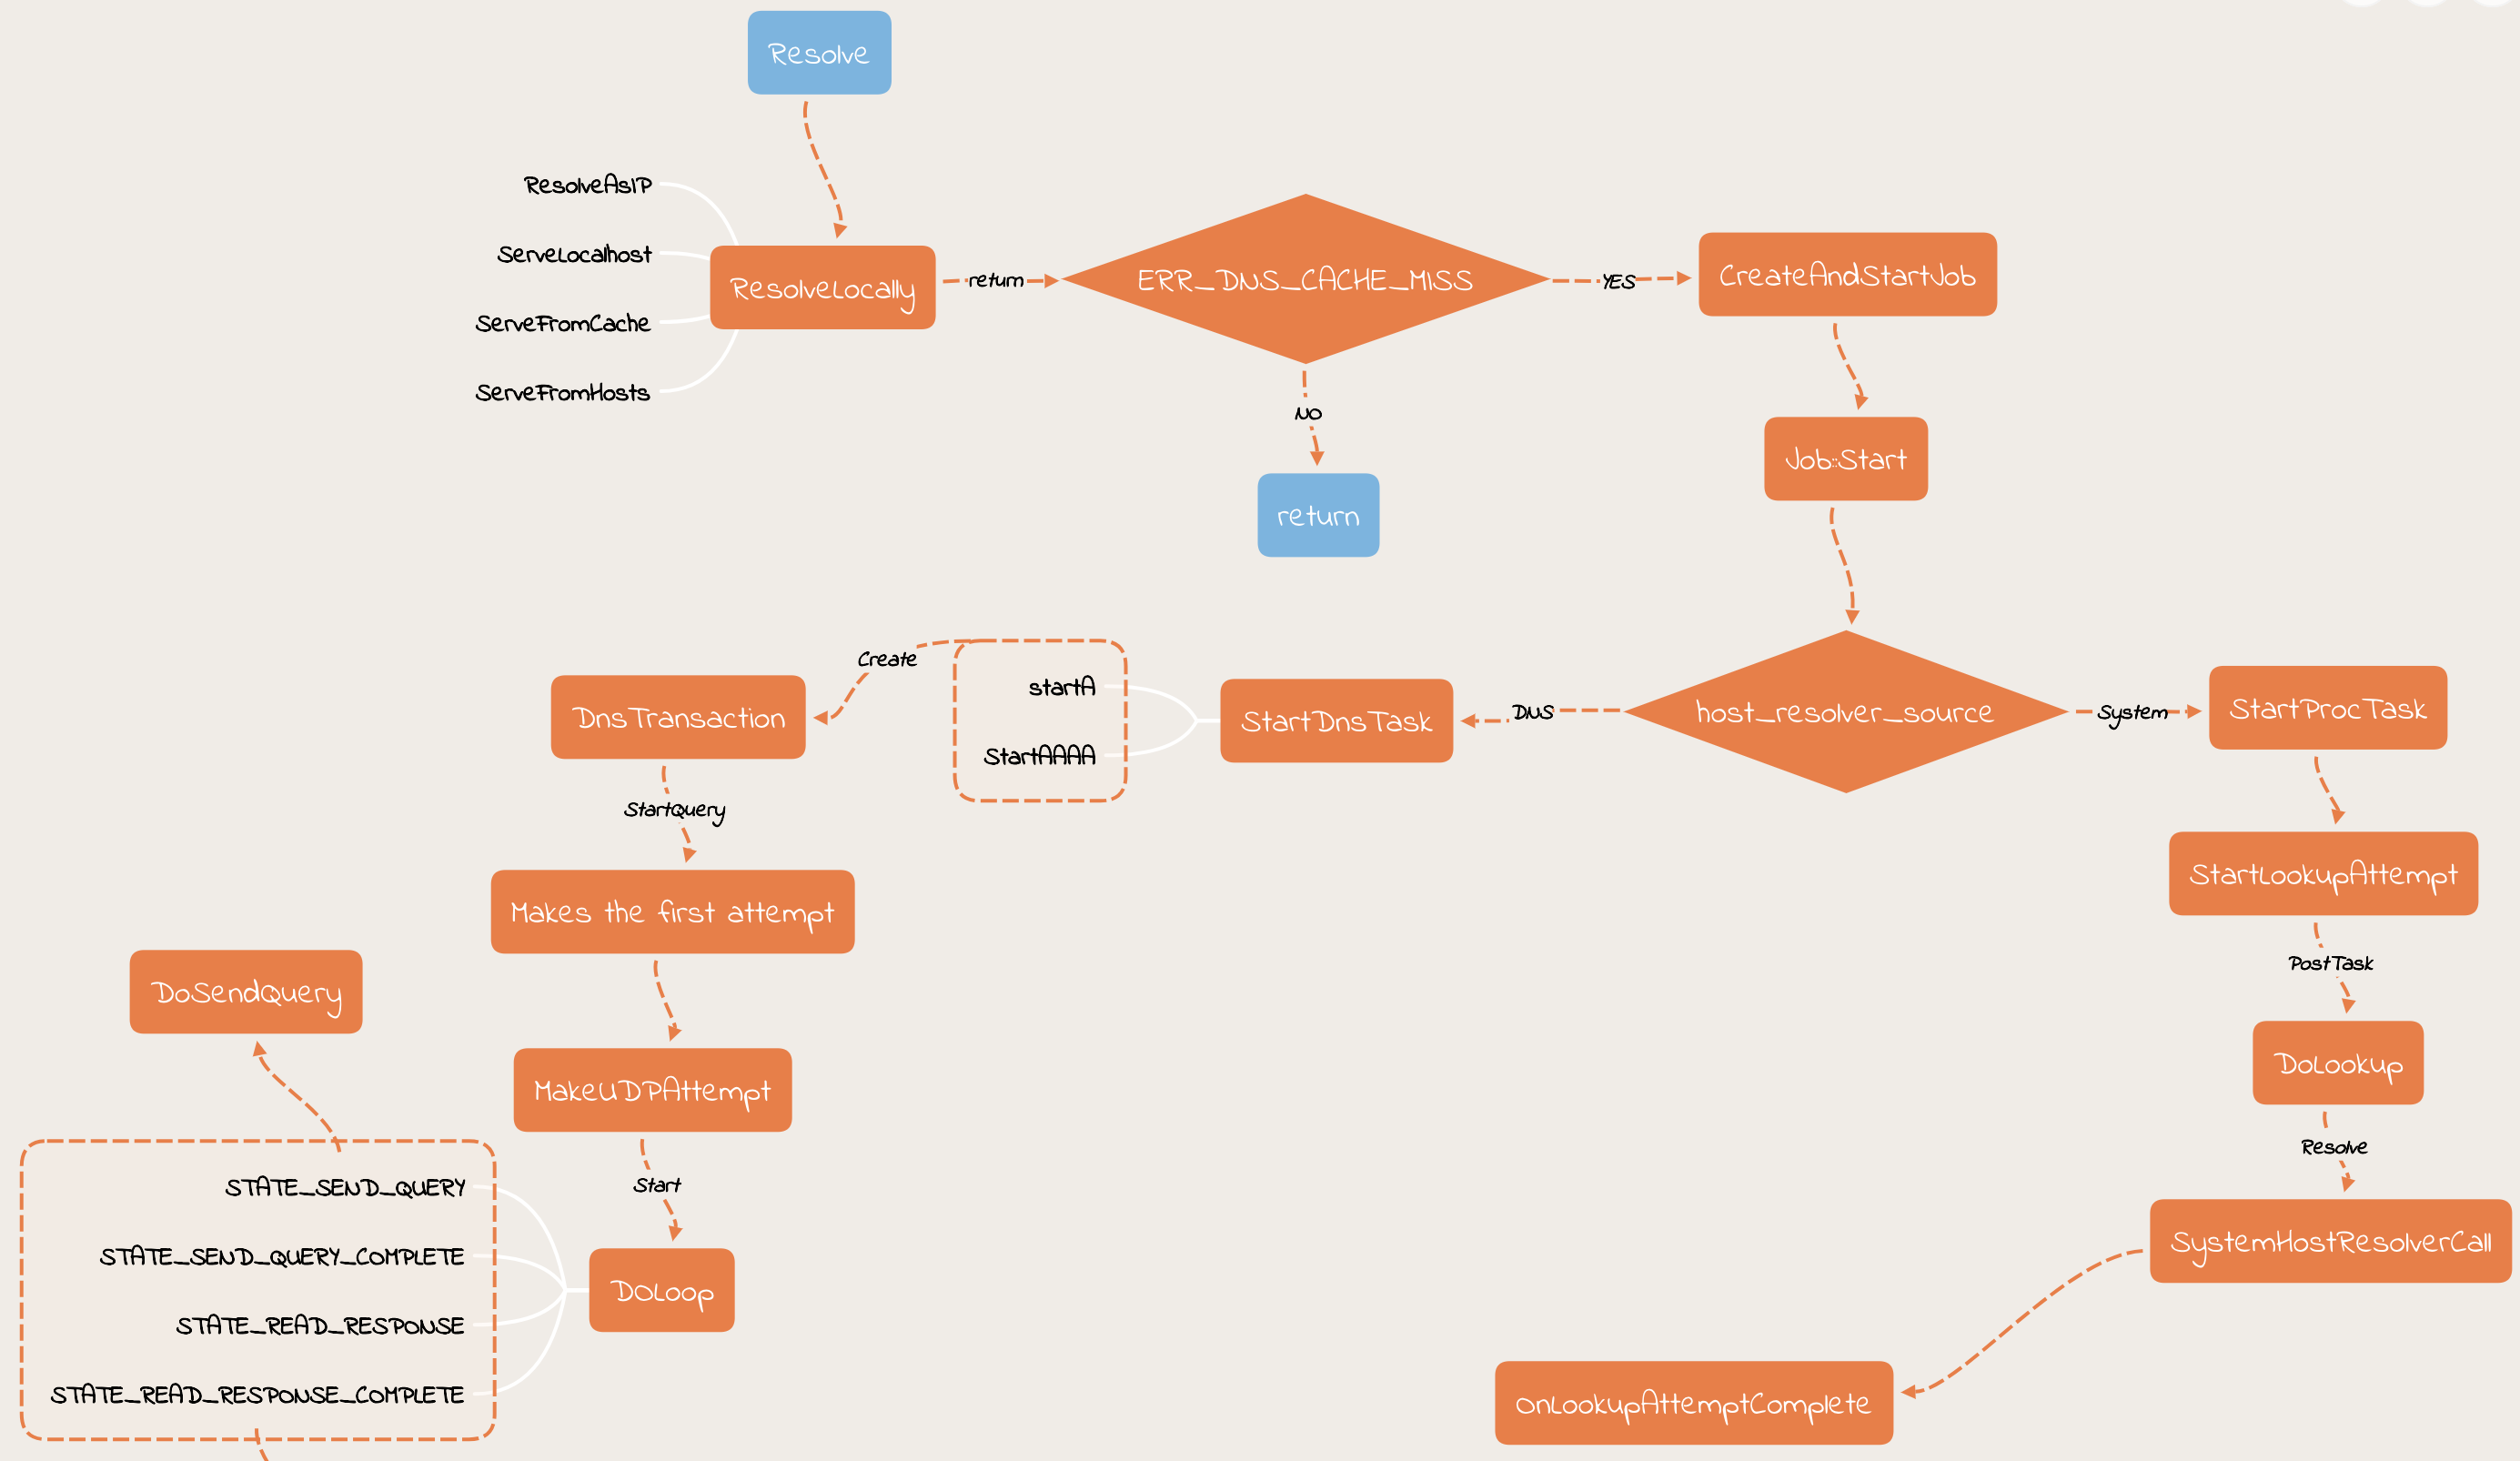 Resolve
ResolveAsIP
ServeLocalhost
ServeFromCache
ServeFromHosts
ResolveLocally
return
ERR_DNS_CACHE_MISS
YES
CreateAndStartJob
NO
return
Job::Start
host_resolver_source
DNS
System
StartDnsTask
startA
StartAAAA
Create
DnsTransaction
StartQuery
Makes the first attempt
MakeUDPAttempt
Start
DOLoop
STATE_SEND_QUERY
STATE_SEND_QUERY_COMPLETE
STATE_READ_RESPONSE
STATE_READ_RESPONSE_COMPLETE
DoSendQuery
StartProcTask
StartLookupAttempt
PostTask
DoLookup
Resolve
SystemHostResolverCall
OnLookupAttemptComplete